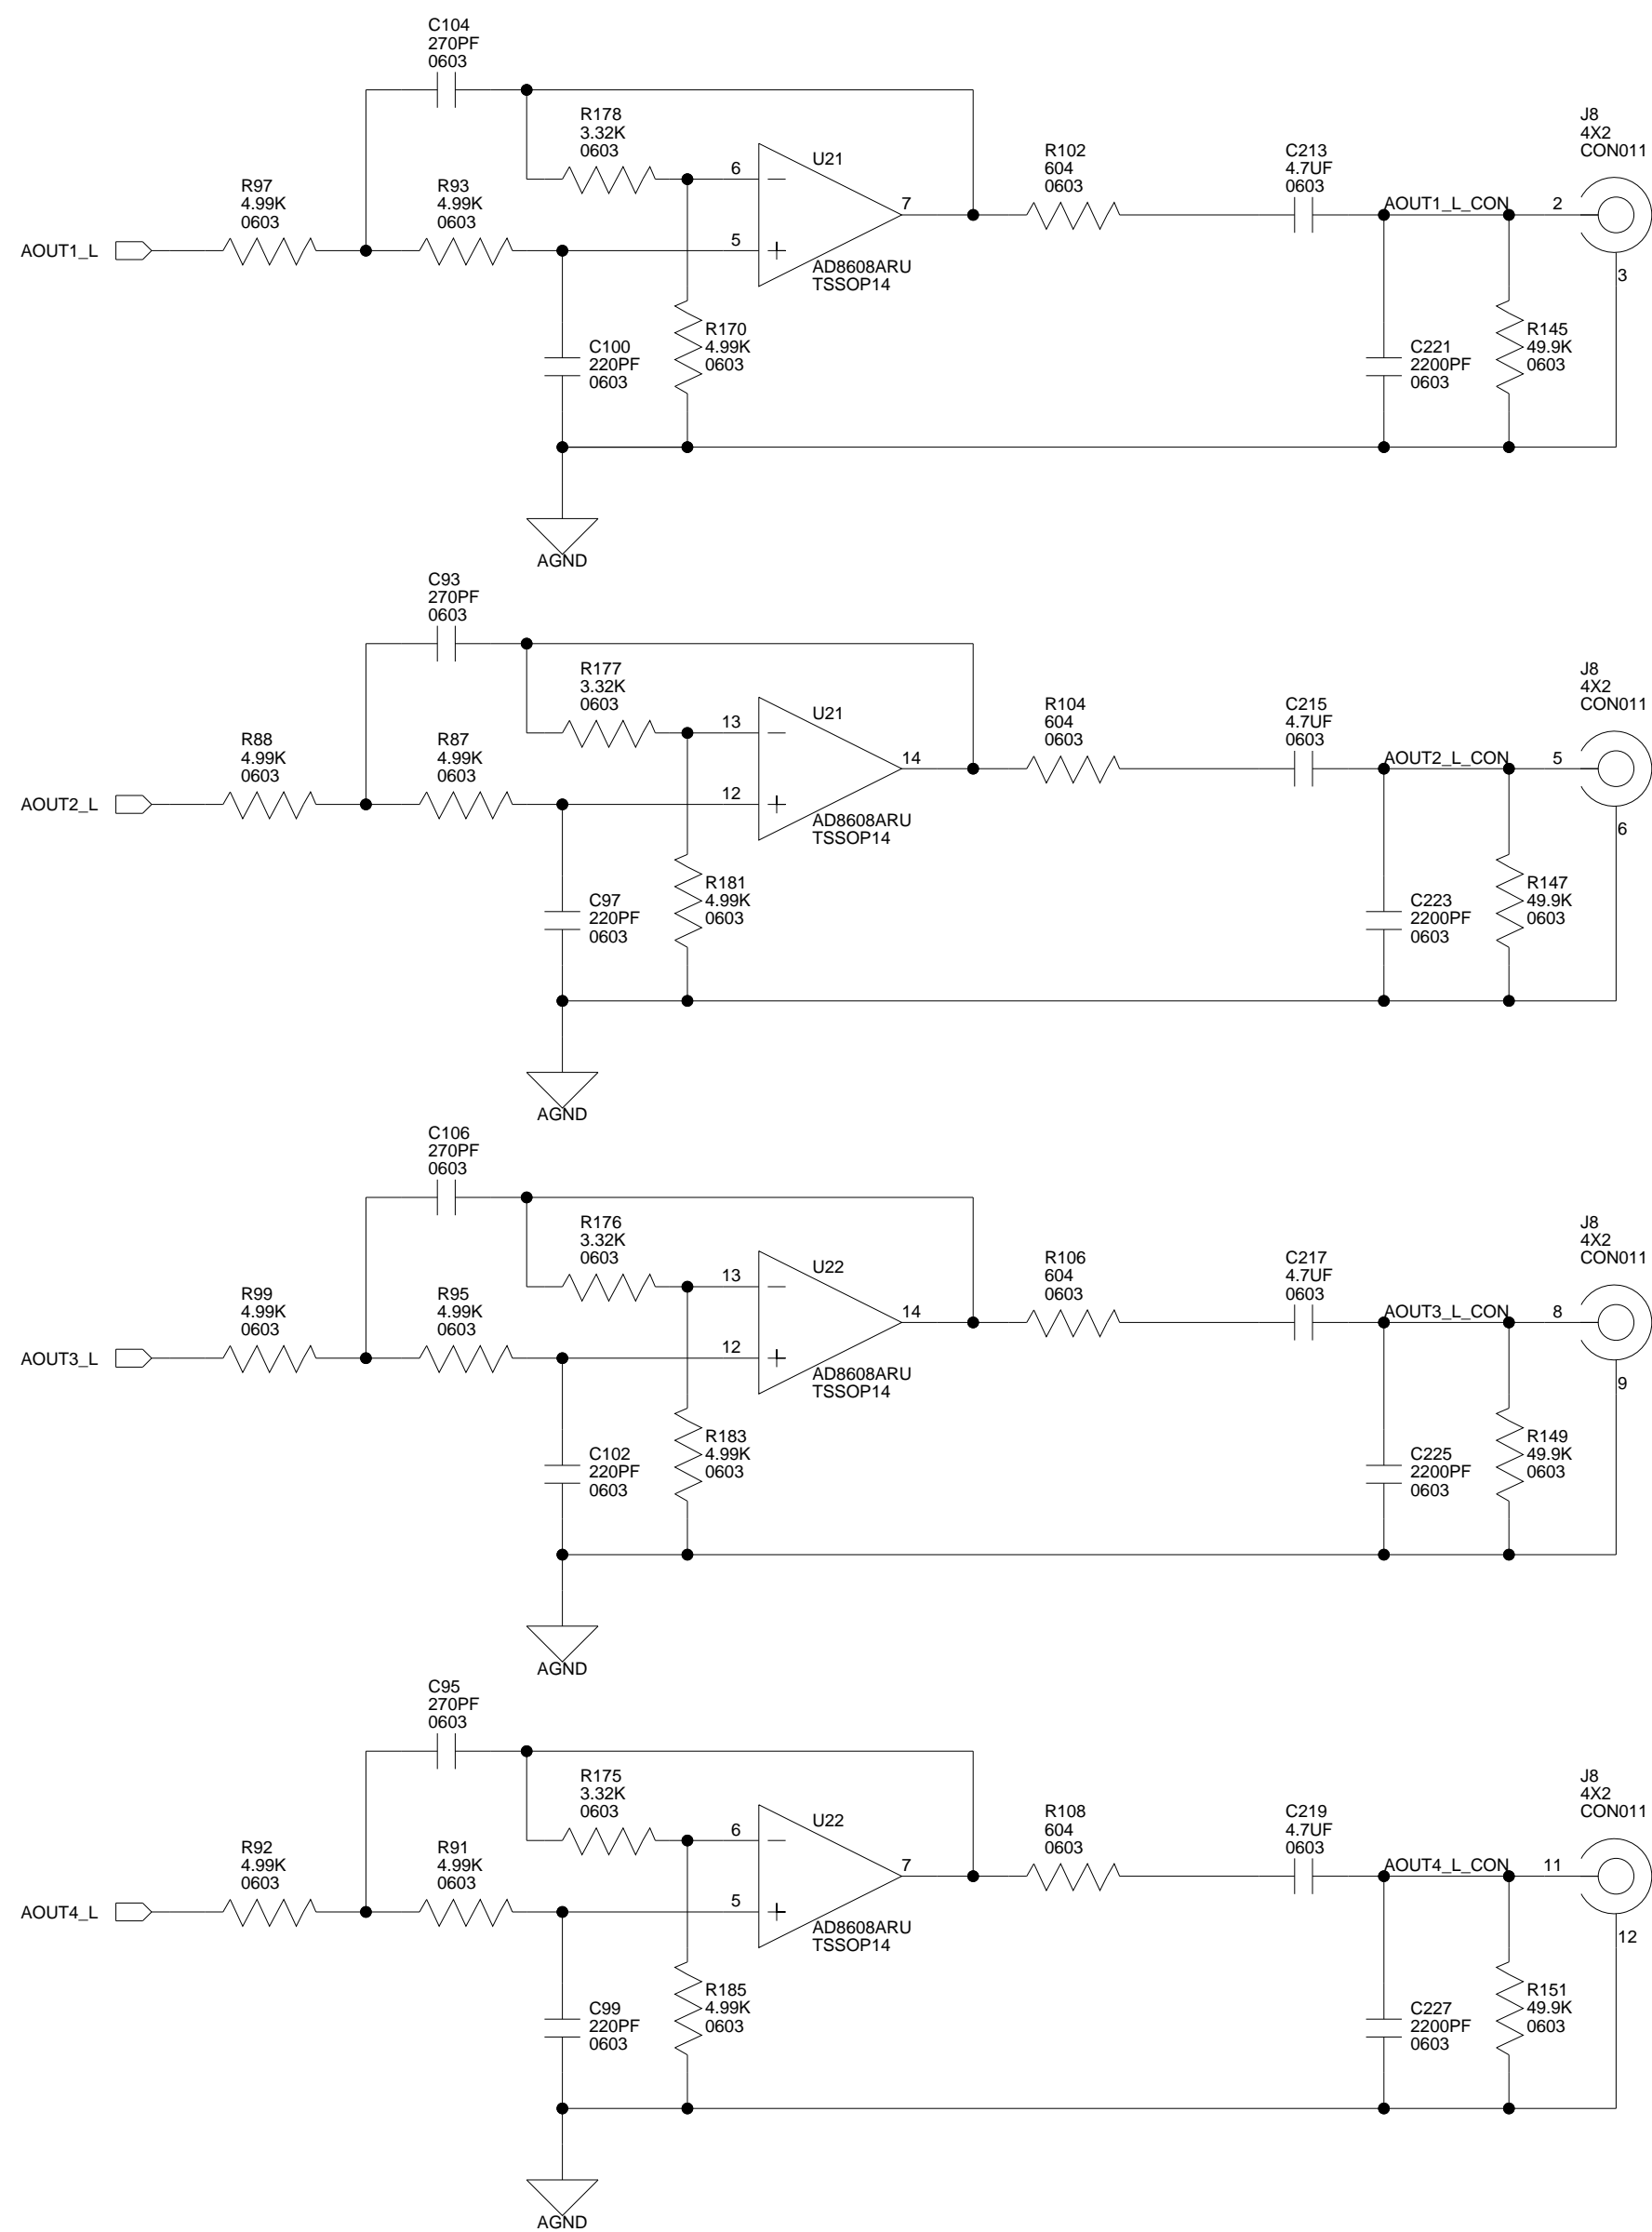 C104
270PF
0603
R178
3.32K
0603
U21
6
5
7
AD8608ARU
TSSOP14
R97
4.99K
0603
R93
4.99K
0603
AOUT1_L
C100
220PF
0603
R170
4.99K
0603
R102
604
0603
C213
4.7UF
0603
AOUT1_L_CON
2
J8
4X2
CON011
3
C221
2200PF
0603
R145
49.9K
0603
AGND
C93
270PF
0603
R177
3.32K
0603
U21
13
12
14
AD8608ARU
TSSOP14
R88
4.99K
0603
R87
4.99K
0603
AOUT2_L
C97
220PF
0603
R181
4.99K
0603
R104
604
0603
C215
4.7UF
0603
AOUT2_L_CON
5
J8
4X2
CON011
6
C223
2200PF
0603
R147
49.9K
0603
AGND
C106
270PF
0603
R176
3.32K
0603
U22
13
12
14
AD8608ARU
TSSOP14
R99
4.99K
0603
R95
4.99K
0603
AOUT3_L
C102
220PF
0603
R183
4.99K
0603
R106
604
0603
C217
4.7UF
0603
AOUT3_L_CON
8
J8
4X2
CON011
9
C225
2200PF
0603
R149
49.9K
0603
AGND
C95
270PF
0603
R175
3.32K
0603
U22
6
5
7
AD8608ARU
TSSOP14
R92
4.99K
0603
R91
4.99K
0603
AOUT4_L
C99
220PF
0603
R185
4.99K
0603
R108
604
0603
C219
4.7UF
0603
AOUT4_L_CON
11
J8
4X2
CON011
12
C227
2200PF
0603
R151
49.9K
0603
AGND